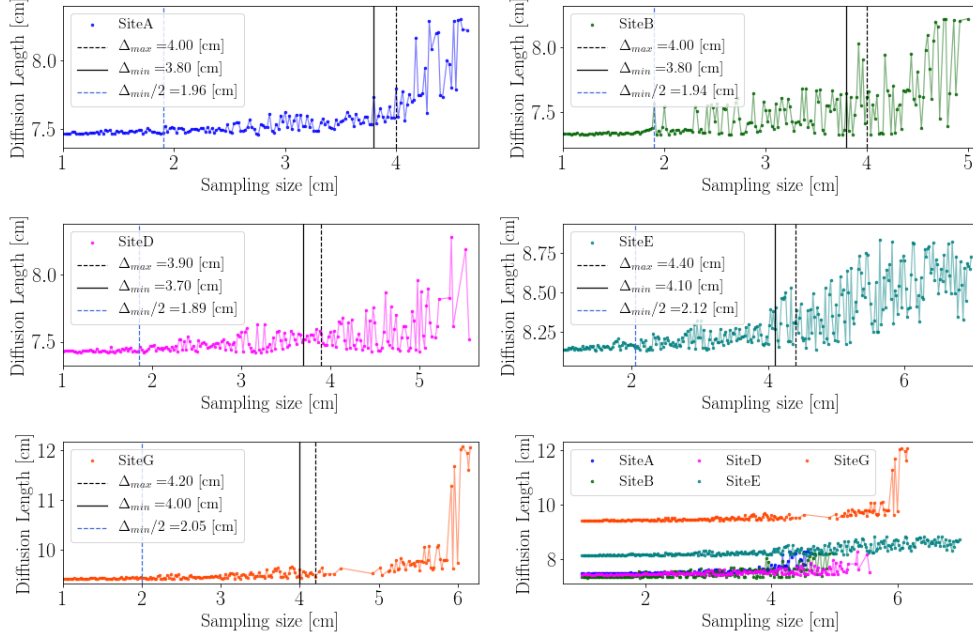 Diffusion Length [cm]
8.0
7.5
SiteA
Δmax =4.00 [cm]
Δmin =3.80 [cm]
Δmin/2 =1.96 [cm]
1
2
3
4
Sampling size [cm]
Diffusion Length [cm]
8.0
7.5
SiteB
Δmax =4.00 [cm]
Δmin =3.80 [cm]
Δmin/2 =1.94 [cm]
1
2
3
4
5
Sampling size [cm]
Diffusion Length [cm]
8.0
7.5
SiteD
Δmax =3.90 [cm]
Δmin =3.70 [cm]
Δmin/2 =1.89 [cm]
1
2
3
4
5
Sampling size [cm]
Diffusion Length [cm]
8.75
8.50
8.25
SiteE
Δmax =4.40 [cm]
Δmin =4.10 [cm]
Δmin/2 =2.12 [cm]
2
4
6
Sampling size [cm]
Diffusion Length [cm]
12
10
SiteG
Δmax =4.20 [cm]
Δmin =4.00 [cm]
Δmin/2 =2.05 [cm]
1
2
3
4
5
6
Sampling size [cm]
Diffusion Length [cm]
12
10
8
SiteA SiteD SiteG
SiteB SiteE
2
4
6
Sampling size [cm]